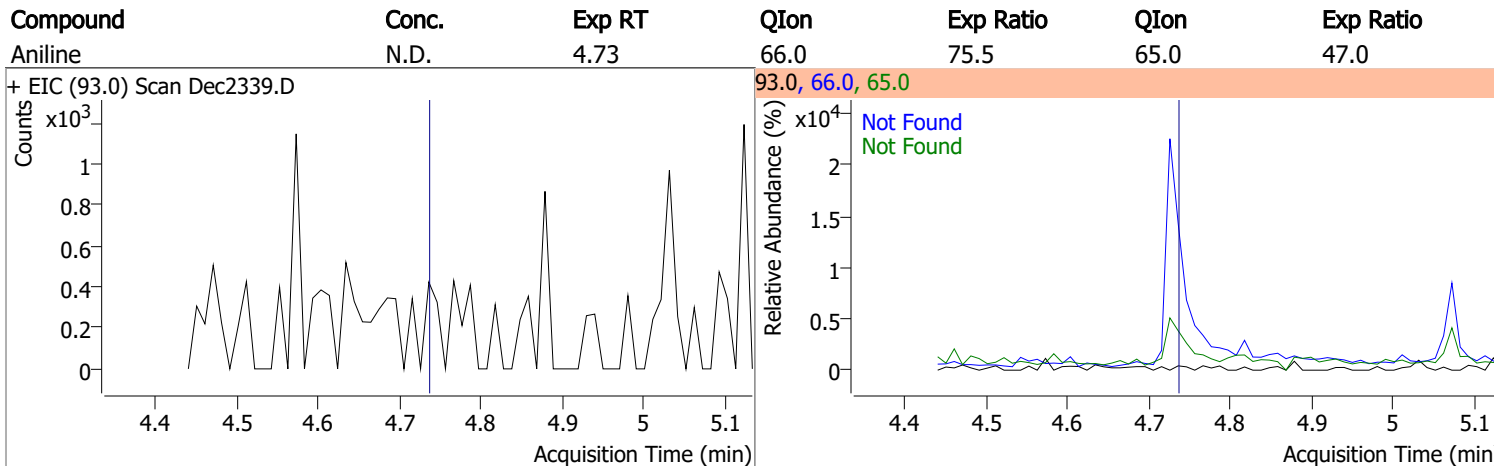 Compound Conc. Exp RT QIon Exp Ratio QIon Exp Ratio
Aniline N.D. 4.73 66.0 75.5 65.0 47.0
+ EIC (93.0) Scan Dec2339.D
Counts
x10³
1
0.8
0.6
0.4
0.2
0
4.4 4.5 4.6 4.7 4.8 4.9 5 5.1
Acquisition Time (min)
93.0, 66.0, 65.0
Relative Abundance (%)
x10⁴
Not Found
Not Found
2
1.5
1
0.5
0
4.4 4.5 4.6 4.7 4.8 4.9 5 5.1
Acquisition Time (min